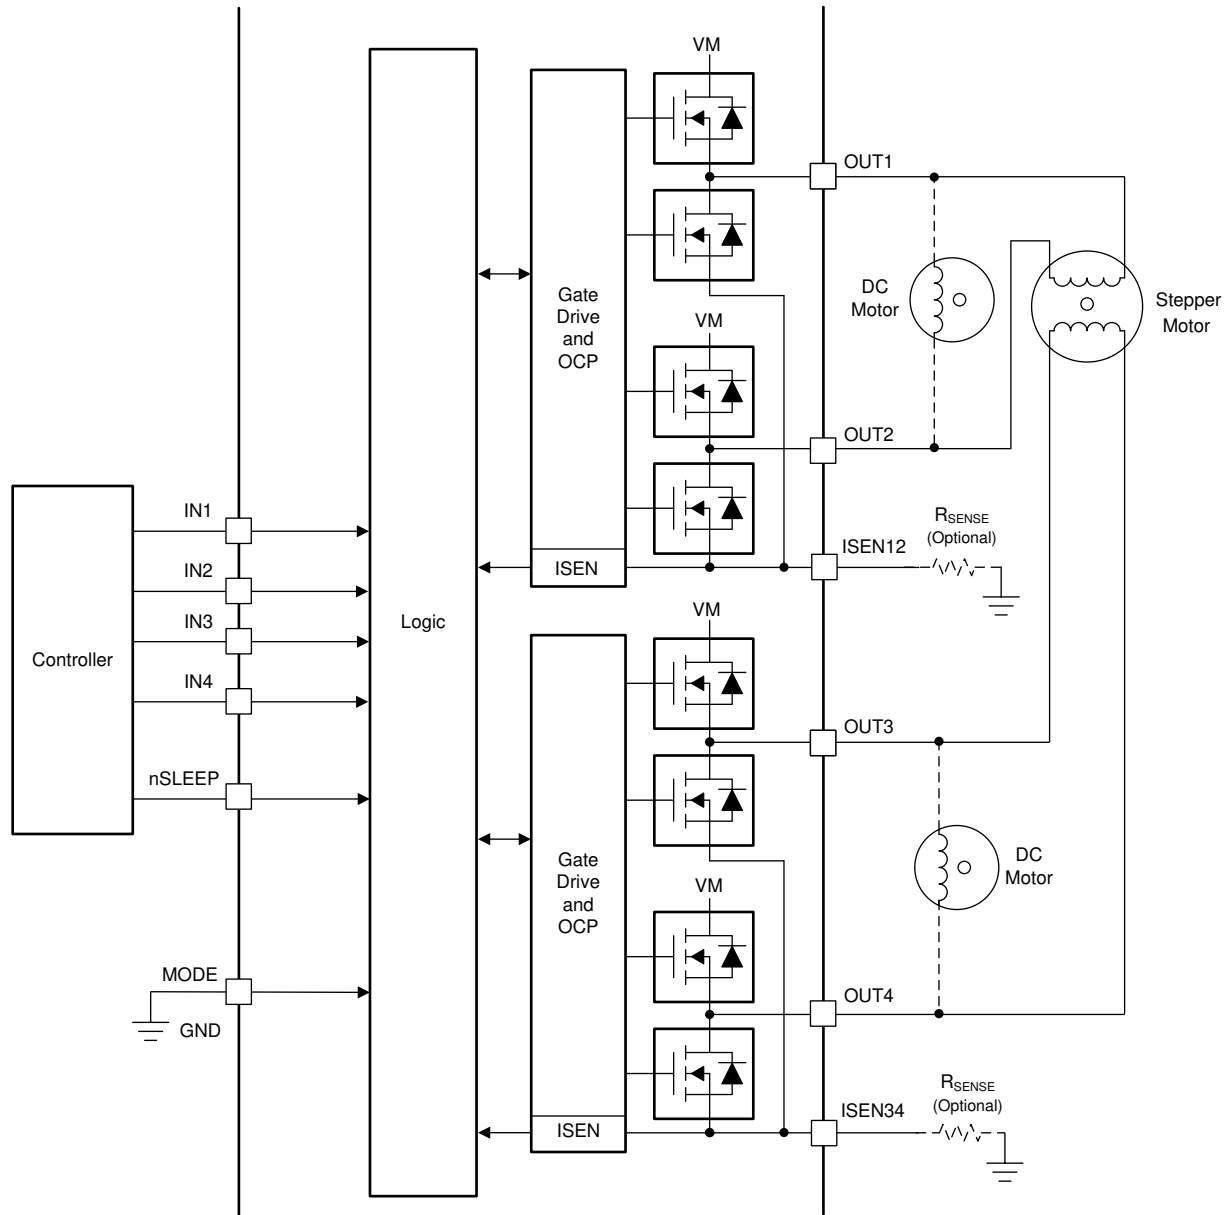 VM
OUT1
Gate
Drive
and
OCP
DC
Motor
Stepper
Motor
VM
OUT2
IN1
ISEN12
RSENSE
(Optional)
IN2
ISEN
IN3
Logic
VM
Controller
IN4
OUT3
nSLEEP
Gate
Drive
and
OCP
DC
Motor
VM
MODE
OUT4
GND
ISEN34
RSENSE
(Optional)
ISEN